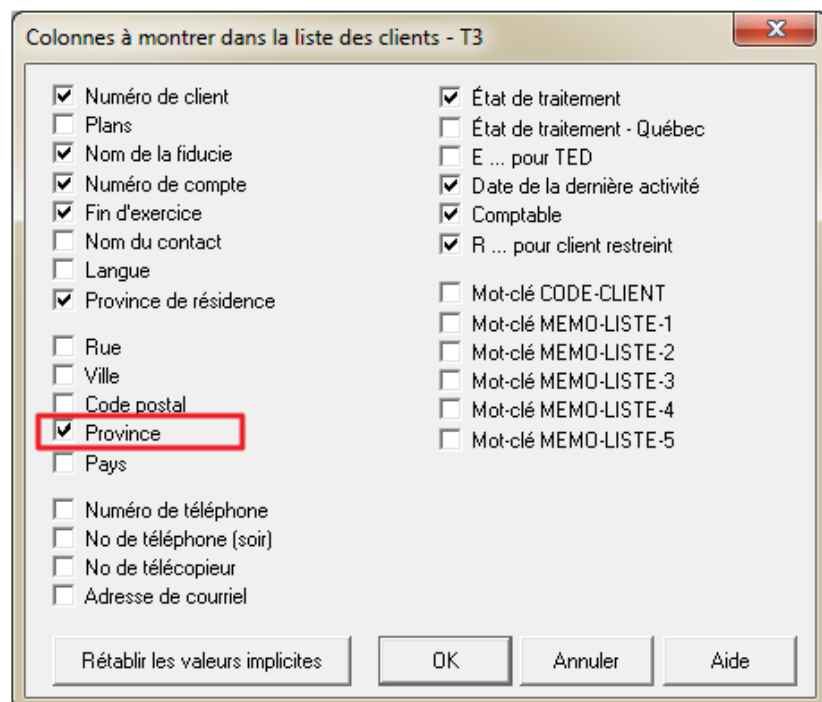 Colonnes à montrer dans la liste des clients - T3
Numéro de client
Plans
Nom de la fiducie
Numéro de compte
Fin d'exercice
Nom du contact
Langue
Province de résidence
Rue
Ville
Code postal
Province
Pays
Numéro de téléphone
No de téléphone (soir)
No de télécopieur
Adresse de courriel
État de traitement
État de traitement - Québec
E ... pour TED
Date de la dernière activité
Comptable
R ... pour client restreint
Mot-clé CODE-CLIENT
Mot-clé MEMO-LISTE-1
Mot-clé MEMO-LISTE-2
Mot-clé MEMO-LISTE-3
Mot-clé MEMO-LISTE-4
Mot-clé MEMO-LISTE-5
Rétablir les valeurs implicites
OK
Annuler
Aide